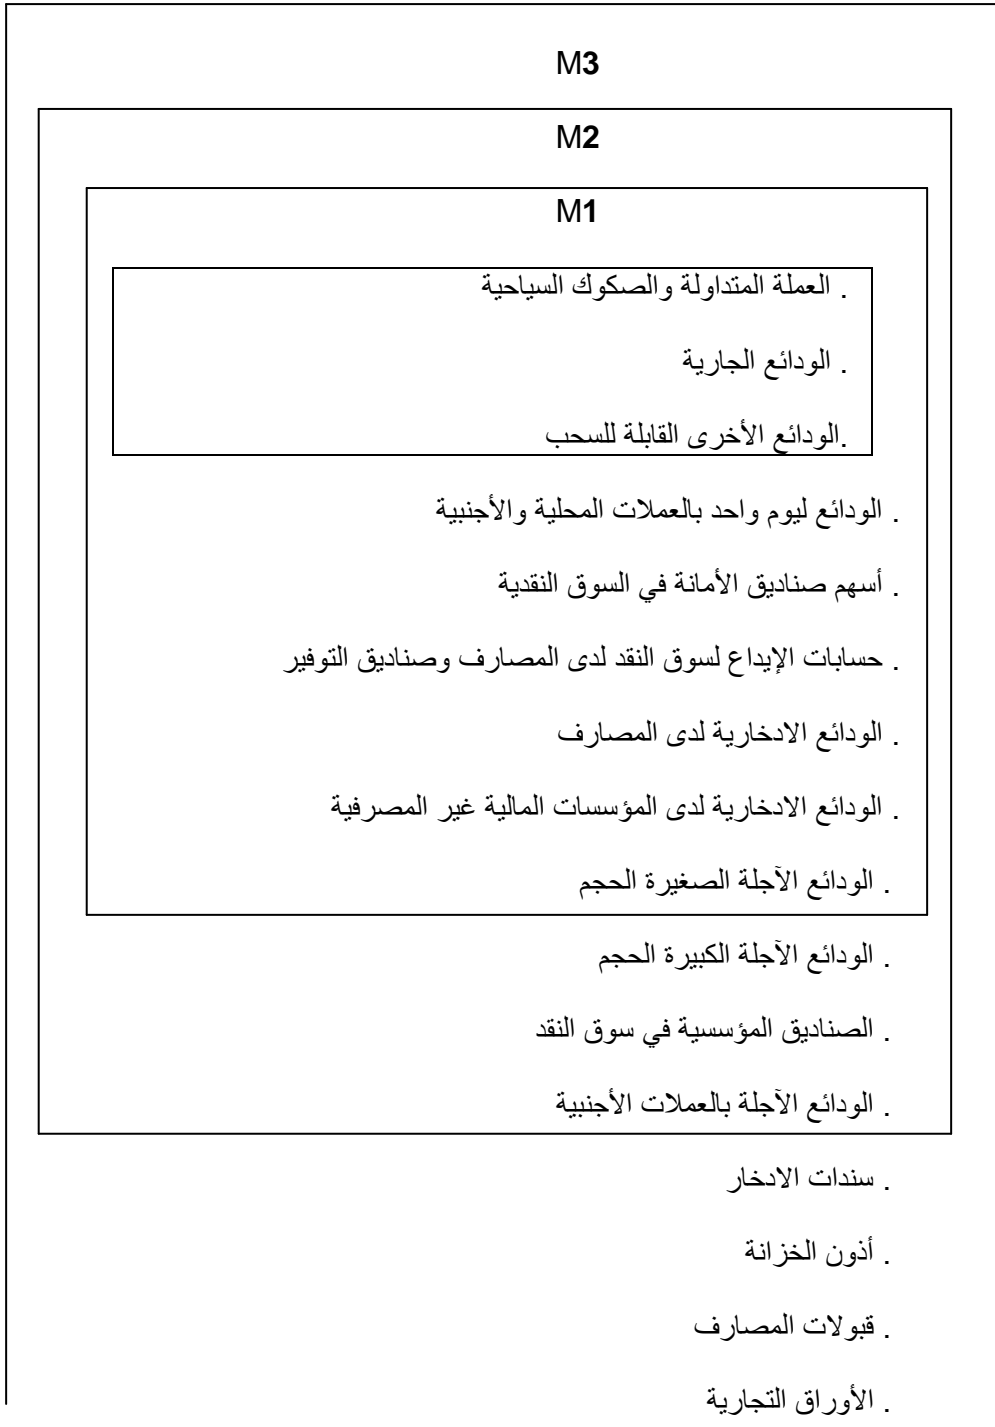 M3
M2
M1
. العملة المتداولة والصكوك السياحية
. الودائع الجارية
.الودائع الأخرى القابلة للسحب
. الودائع ليوم واحد بالعملات المحلية والأجنبية
. أسهم صناديق الأمانة في السوق النقدية
. حسابات الإيداع لسوق النقد لدى المصارف وصناديق التوفير
. الودائع الادخارية لدى المصارف
. الودائع الادخارية لدى المؤسسات المالية غير المصرفية
. الودائع الآجلة الصغيرة الحجم
. الودائع الآجلة الكبيرة الحجم
. الصناديق المؤسسية في سوق النقد
. الودائع الآجلة بالعملات الأجنبية
. سندات الادخار
. أذون الخزانة
. قبولات المصارف
. الأوراق التجارية